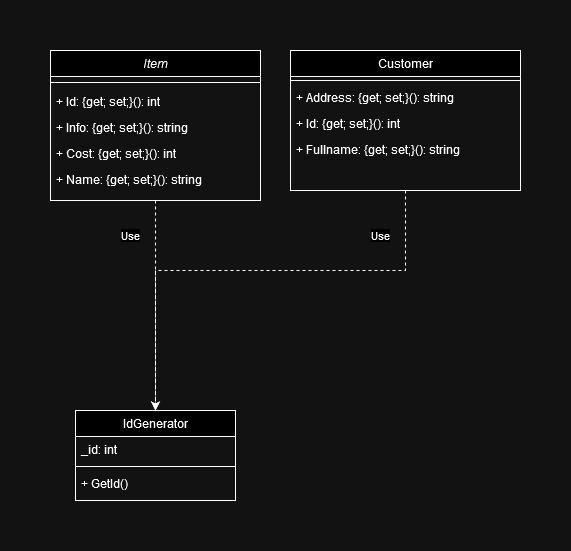 Item
+ Id: {get; set;}(): int
+ Info: {get; set;}(): string
+ Cost: {get; set;}(): int
+ Name: {get; set;}(): string
Customer
+ Address: {get; set;}(): string
+ Id: {get; set;}(): int
+ Fullname: {get; set;}(): string
Use
Use
IdGenerator
_id: int
+ GetId()